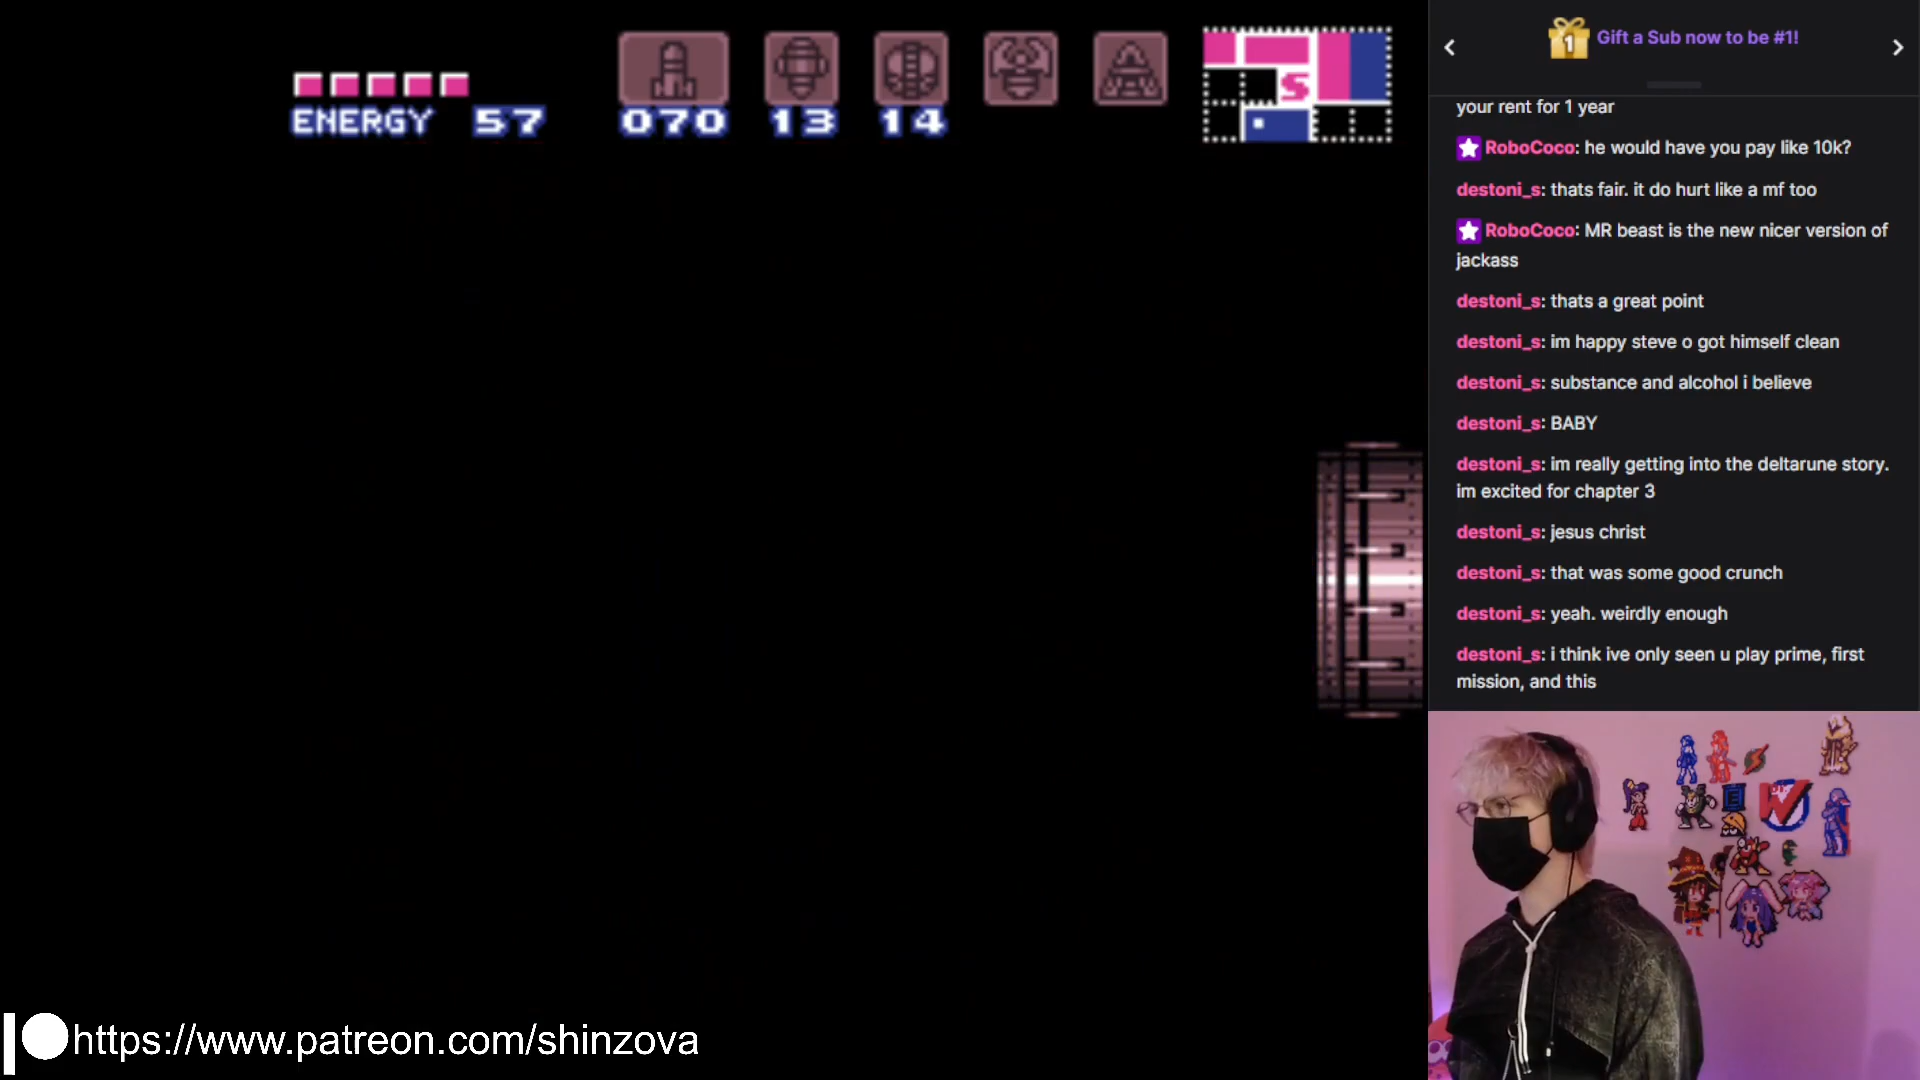 ENERGY 57
070 13 14
S
1 Gift a Sub now to be #1!
your rent for 1 year
RoboCoco: he would have you pay like 10k?
destoni_s: thats fair. it do hurt like a mf too
RoboCoco: MR beast is the new nicer version of
jackass
destoni_s: thats a great point
destoni_s: im happy steve o got himself clean
destoni_s: substance and alcohol i believe
destoni_s: BABY
destoni_s: im really getting into the deltarune story.
im excited for chapter 3
destoni_s: jesus christ
destoni_s: that was some good crunch
destoni_s: yeah. weirdly enough
destoni_s: i think ive only seen u play prime, first
mission, and this
W
https://www.patreon.com/shinzova